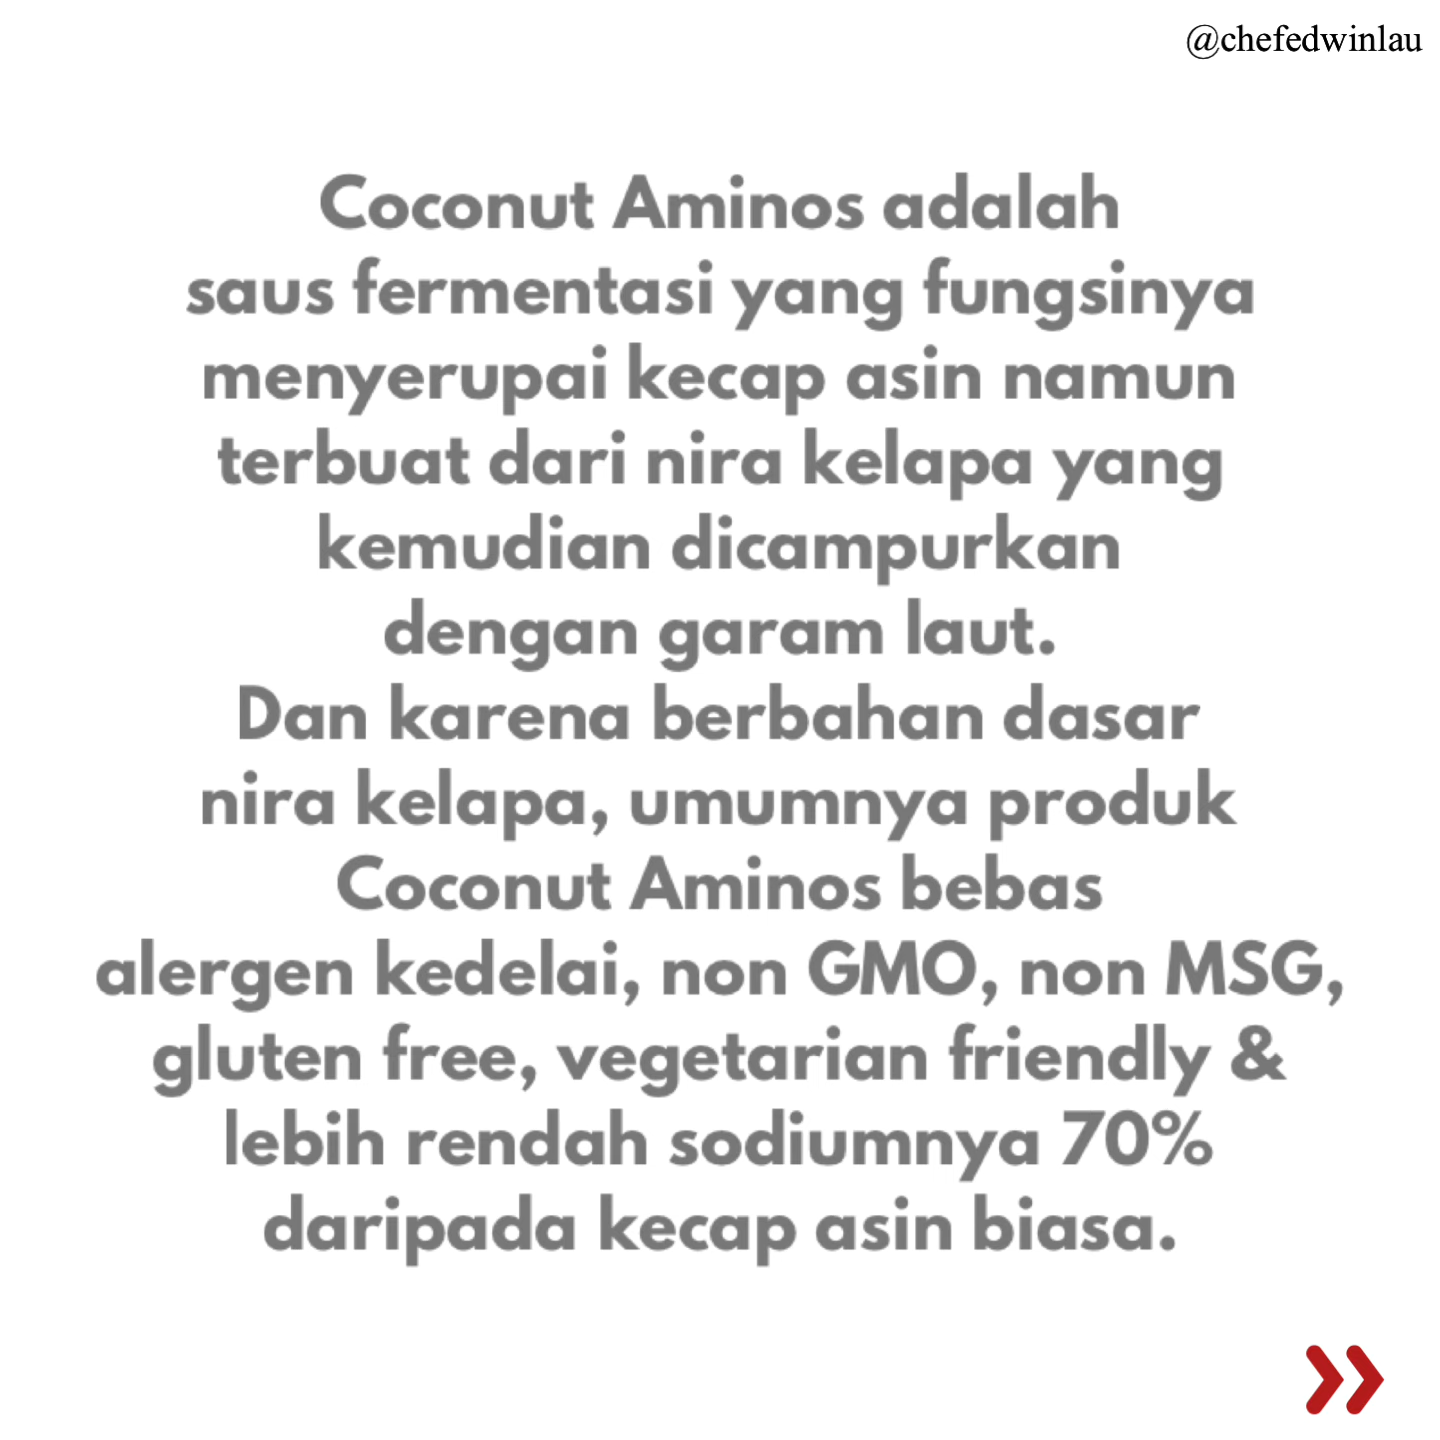 @chefedwinlau
Coconut Aminos adalah
saus fermentasi yang fungsinya
menyerupai kecap asin namun
terbuat dari nira kelapa yang
kemudian dicampurkan
dengan garam laut.
Dan karena berbahan dasar
nira kelapa, umumnya produk
Coconut Aminos bebas
alergen kedelai, non GMO, non MSG,
gluten free, vegetarian friendly &
lebih rendah sodiumnya 70%
daripada kecap asin biasa.